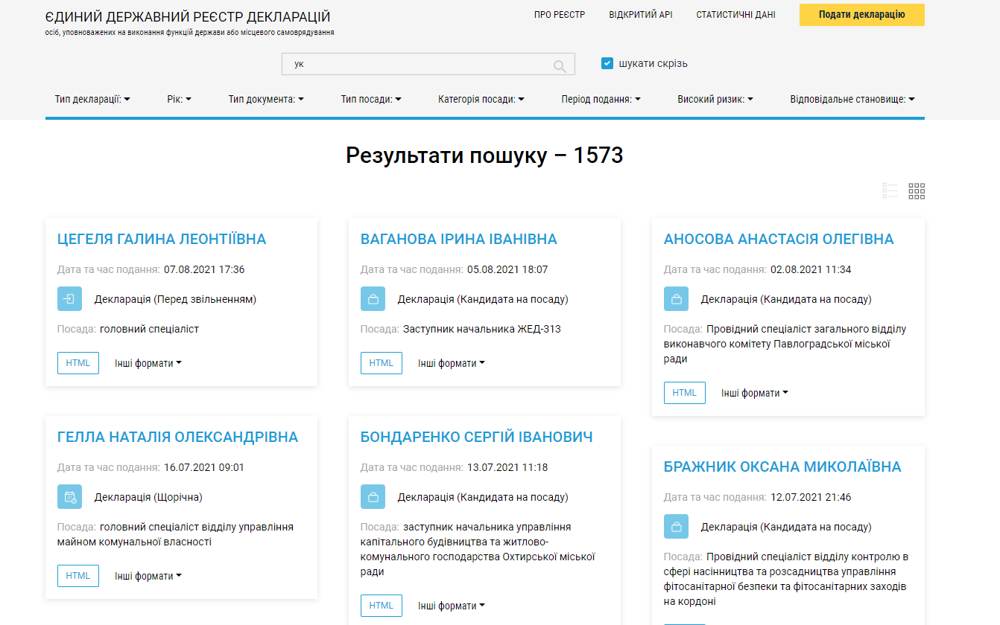 ЄДИНИЙ ДЕРЖАВНИЙ РЕЄСТР ДЕКЛАРАЦІЙ
осіб, уповноважених на виконання функцій держави або місцевого самоврядування
ПРО РЕЄСТР ВІДКРИТИЙ АРІ СТАТИСТИЧНІ ДАНІ Подати декларацію
ук
шукати скрізь
Тип декларації: Рік: Тип документа: Тип посади: Категорія посади: Період подання: Високий ризик: Відповідальне становище:
Результати пошуку – 1573
ЦЕГЕЛЯ ГАЛИНА ЛЕОНТІЇВНА
Дата та час подання: 07.08.2021 17:36
Декларація (Перед звільненням)
Посада: головний спеціаліст
HTML Інші формати
ВАГАНОВА ІРИНА ІВАНІВНА
Дата та час подання: 05.08.2021 18:07
Декларація (Кандидата на посаду)
Посада: Заступник начальника ЖЕД-313
HTML Інші формати
АНОСОВА АНАСТАСІЯ ОЛЕГІВНА
Дата та час подання: 02.08.2021 11:34
Декларація (Кандидата на посаду)
Посада: Провідний спеціаліст загального відділу
виконавчого комітету Павлоградської міської
ради
HTML Інші формати
ГЕЛЛА НАТАЛІЯ ОЛЕКСАНДРІВНА
Дата та час подання: 16.07.2021 09:01
Декларація (Щорічна)
Посада: головний спеціаліст відділу управління
майном комунальної власності
HTML Інші формати
БОНДАРЕНКО СЕРГІЙ ІВАНОВИЧ
Дата та час подання: 13.07.2021 11:18
Декларація (Кандидата на посаду)
Посада: заступник начальника управління
капітального будівництва та житлово-
комунального господарства Охтирської міської
ради
HTML Інші формати
БРАЖНИК ОКСАНА МИКОЛАЇВНА
Дата та час подання: 12.07.2021 21:46
Декларація (Кандидата на посаду)
Посада: Провідний спеціаліст відділу контролю в
сфері насінництва та розсадництва управління
фітосанітарної безпеки та фітосанітарних заходів
на кордоні